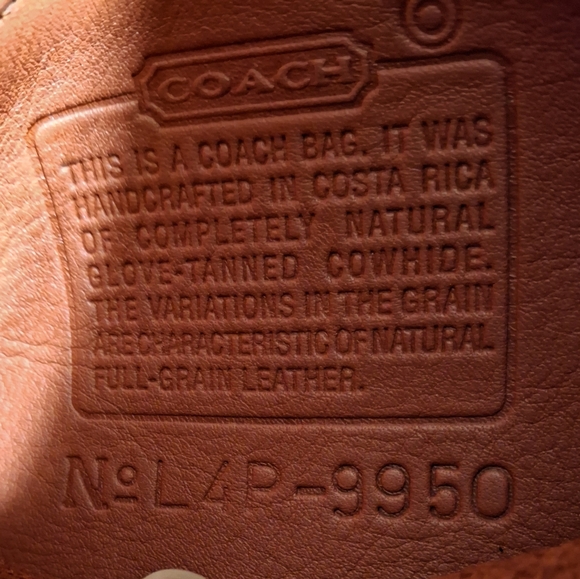 COACH
THIS IS A COACH BAG. IT WAS
HANDCRAFTED IN COSTA RICA
OF COMPLETELY NATURAL
GLOVE-TANNED COWHIDE.
THE VARIATIONS IN THE GRAIN
ARE CHARACTERISTIC OF NATURAL
FULL-GRAIN LEATHER.
No L4P-9950